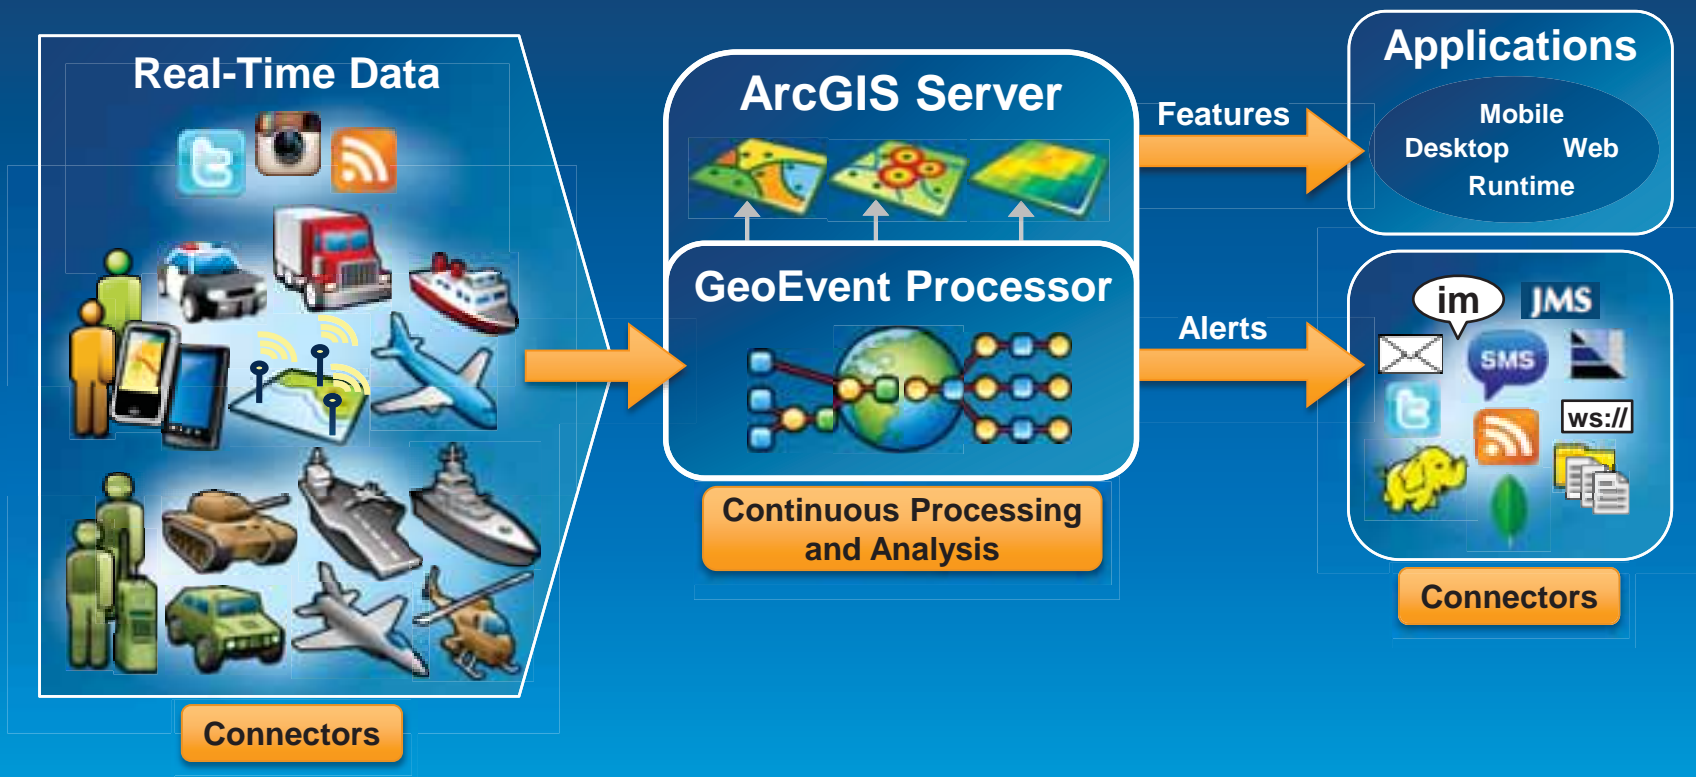 Real-Time Data
Connectors
ArcGIS Server
GeoEvent Processor
Continuous Processing
and Analysis
Features
Alerts
Applications
Mobile
Desktop Web
Runtime
im
JMS
SMS
ws://
Connectors